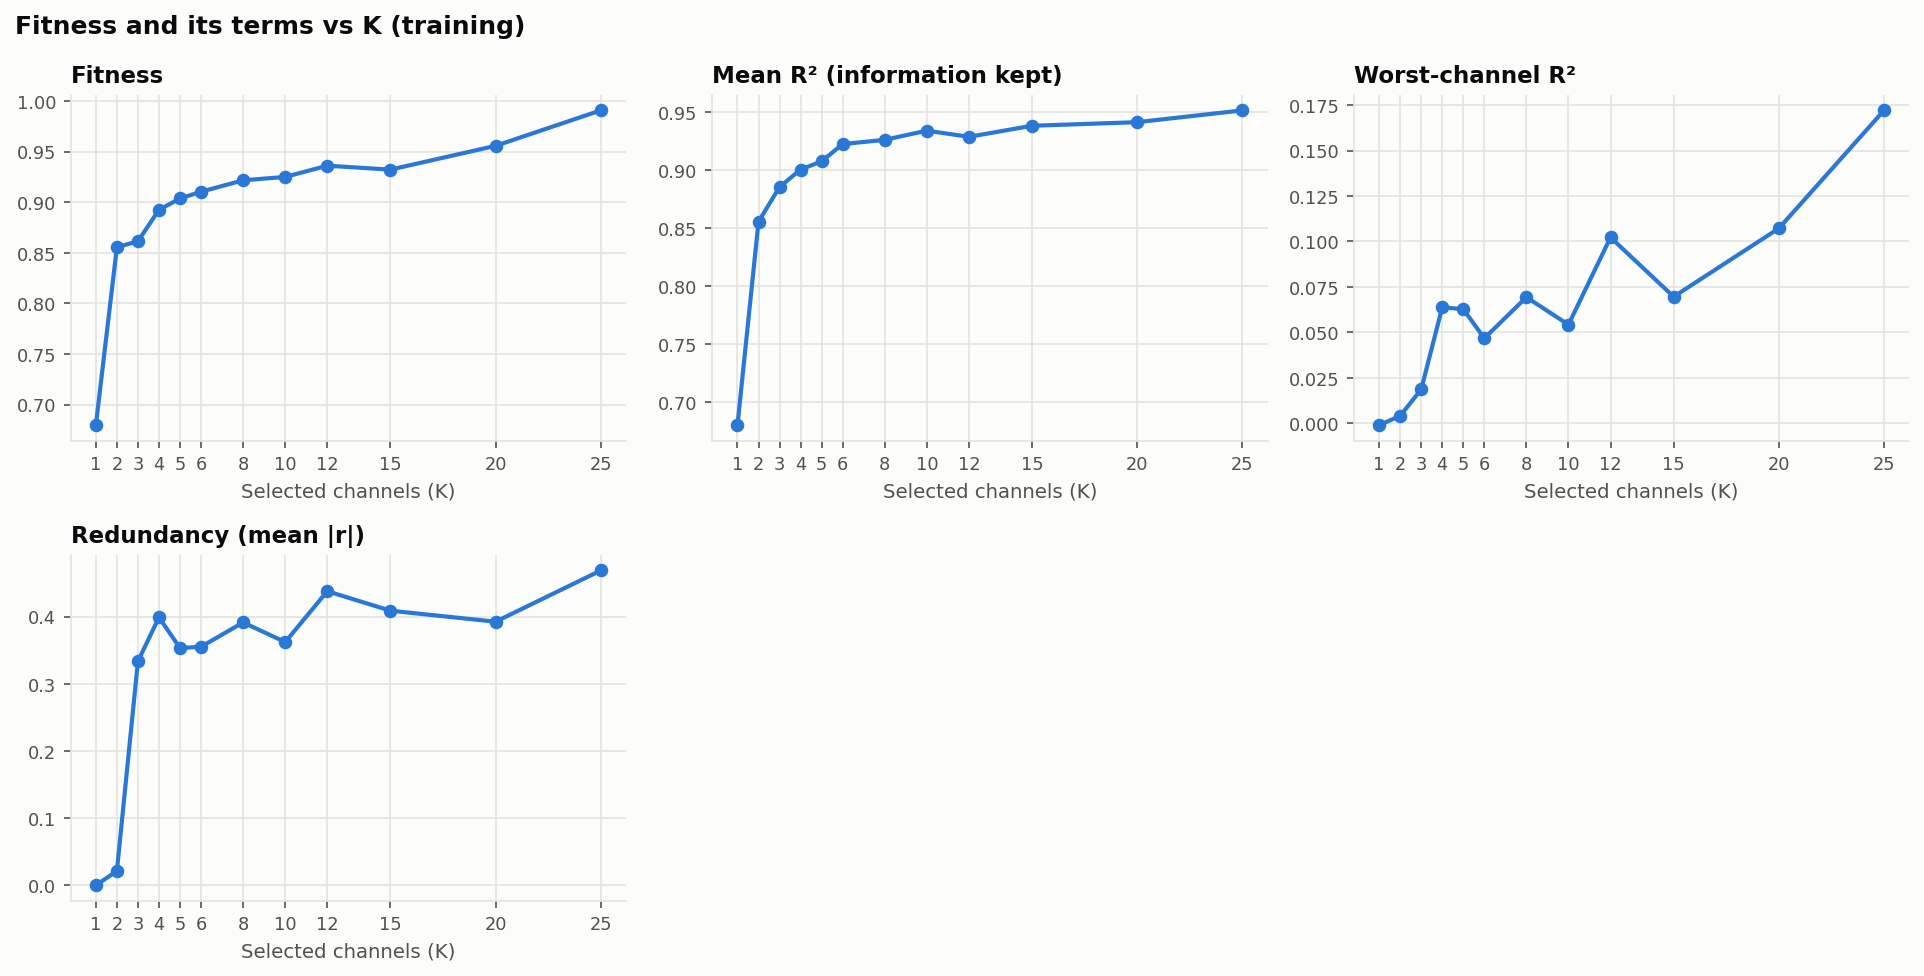 Fitness and its terms vs K (training)
Fitness
1.00
0.95
0.90
0.85
0.80
0.75
0.70
1 2 3 4 5 6 8 10 12 15 20 25
Selected channels (K)
Mean R² (information kept)
0.95
0.90
0.85
0.80
0.75
0.70
1 2 3 4 5 6 8 10 12 15 20 25
Selected channels (K)
Worst-channel R²
0.175
0.150
0.125
0.100
0.075
0.050
0.025
0.000
1 2 3 4 5 6 8 10 12 15 20 25
Selected channels (K)
Redundancy (mean |r|)
0.4
0.3
0.2
0.1
0.0
1 2 3 4 5 6 8 10 12 15 20 25
Selected channels (K)